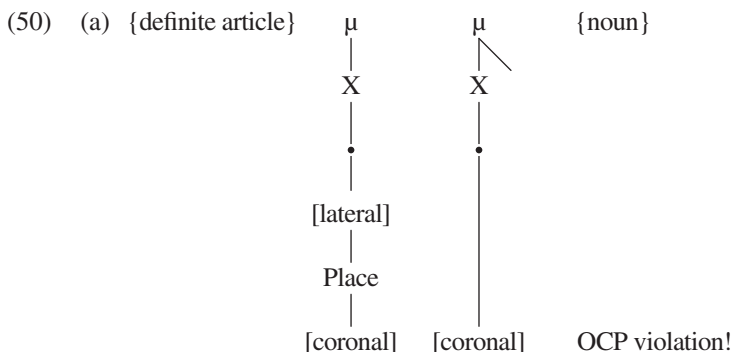 (50) (a) {definite article} μ μ {noun}
X X
• •
[lateral]
Place
[coronal] [coronal] OCP violation!